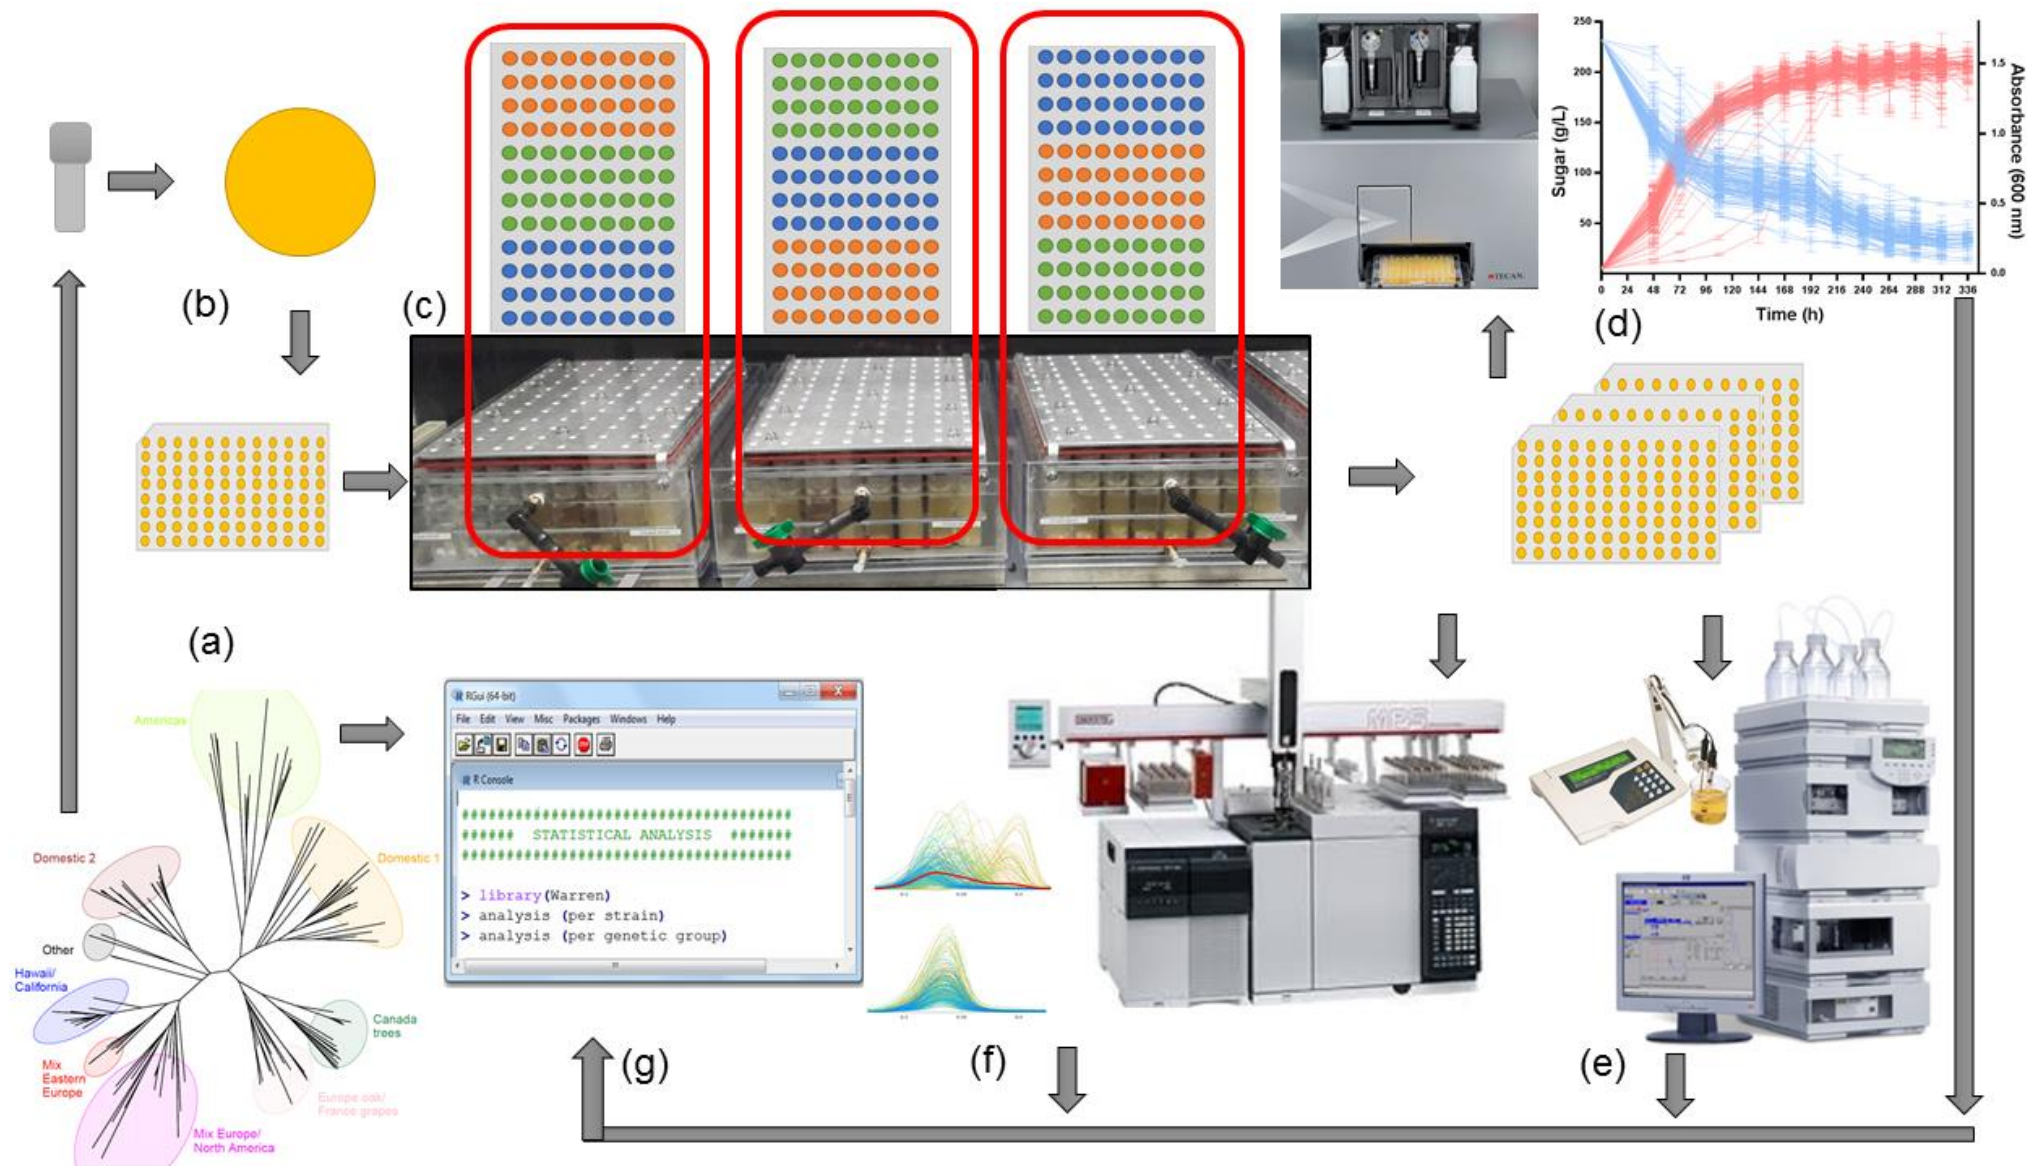 (b)
(c)
TECAN
250
200
150
100
50
Sugar (g/L)
1.5
1.0
0.5
0.0
Absorbance (600 nm)
0 24 48 72 96 120 144 168 192 216 240 264 288 312 336
Time (h)
(d)
(a)
Americas
Domestic 2
Domestic 1
Other
Hawaii/
California
Canada
trees
Mix
Eastern
Europe
Europe oak/
France grapes
Mix Europe/
North America
RGui (64-bit)
File Edit View Misc Packages Windows Help
STOP
R Console
######################################
###### STATISTICAL ANALYSIS #######
######################################
> library(Warren)
> analysis (per strain)
> analysis (per genetic group)
MPS
(g)
(f)
(e)